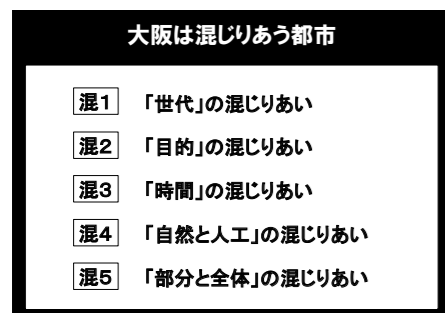 大阪は混じりあう都市
混1 「世代」の混じりあい
混2 「目的」の混じりあい
混3 「時間」の混じりあい
混4 「自然と人工」の混じりあい
混5 「部分と全体」の混じりあい